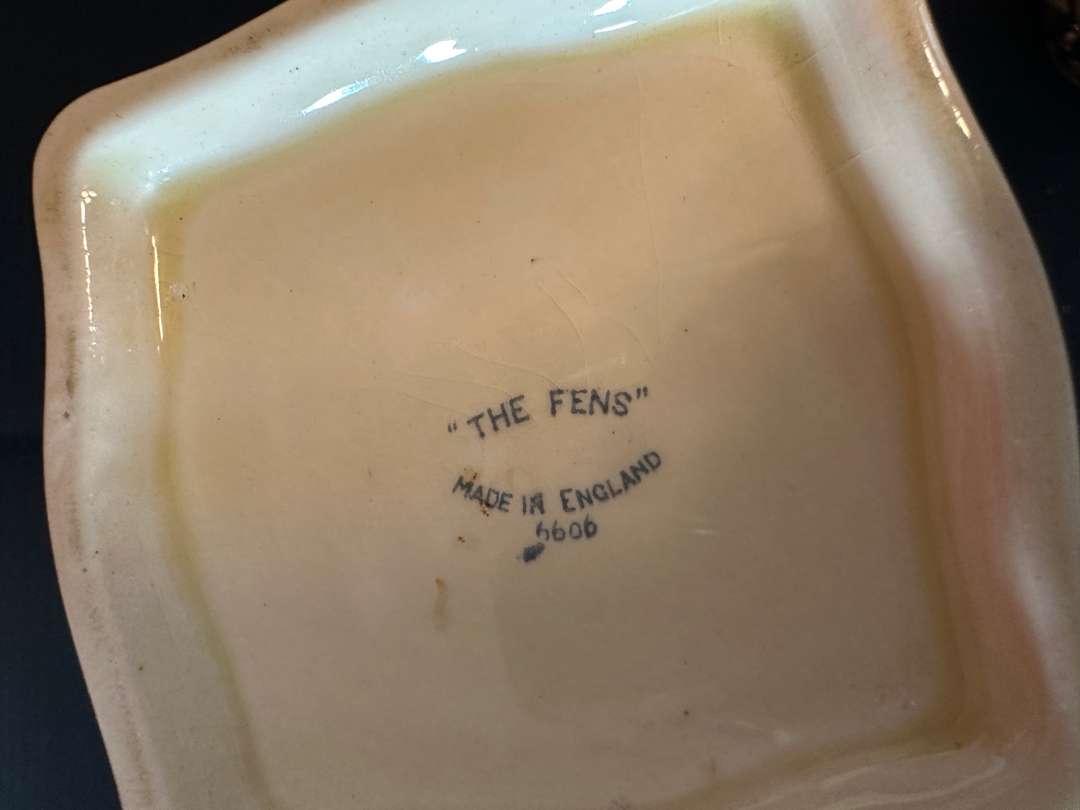 "THE FENS"
MADE IN ENGLAND
6606